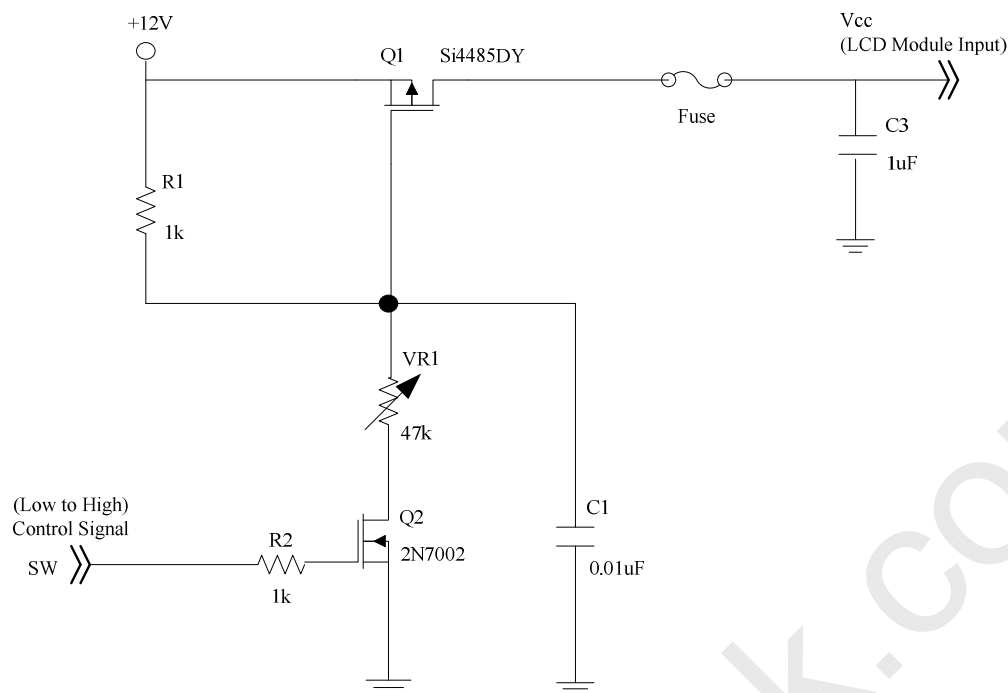 +12V
Q1
Si4485DY
Vcc
(LCD Module Input)
Fuse
C3
1uF
R1
1k
VR1
47k
(Low to High)
Control Signal
SW
R2
1k
Q2
2N7002
C1
0.01uF
k.co